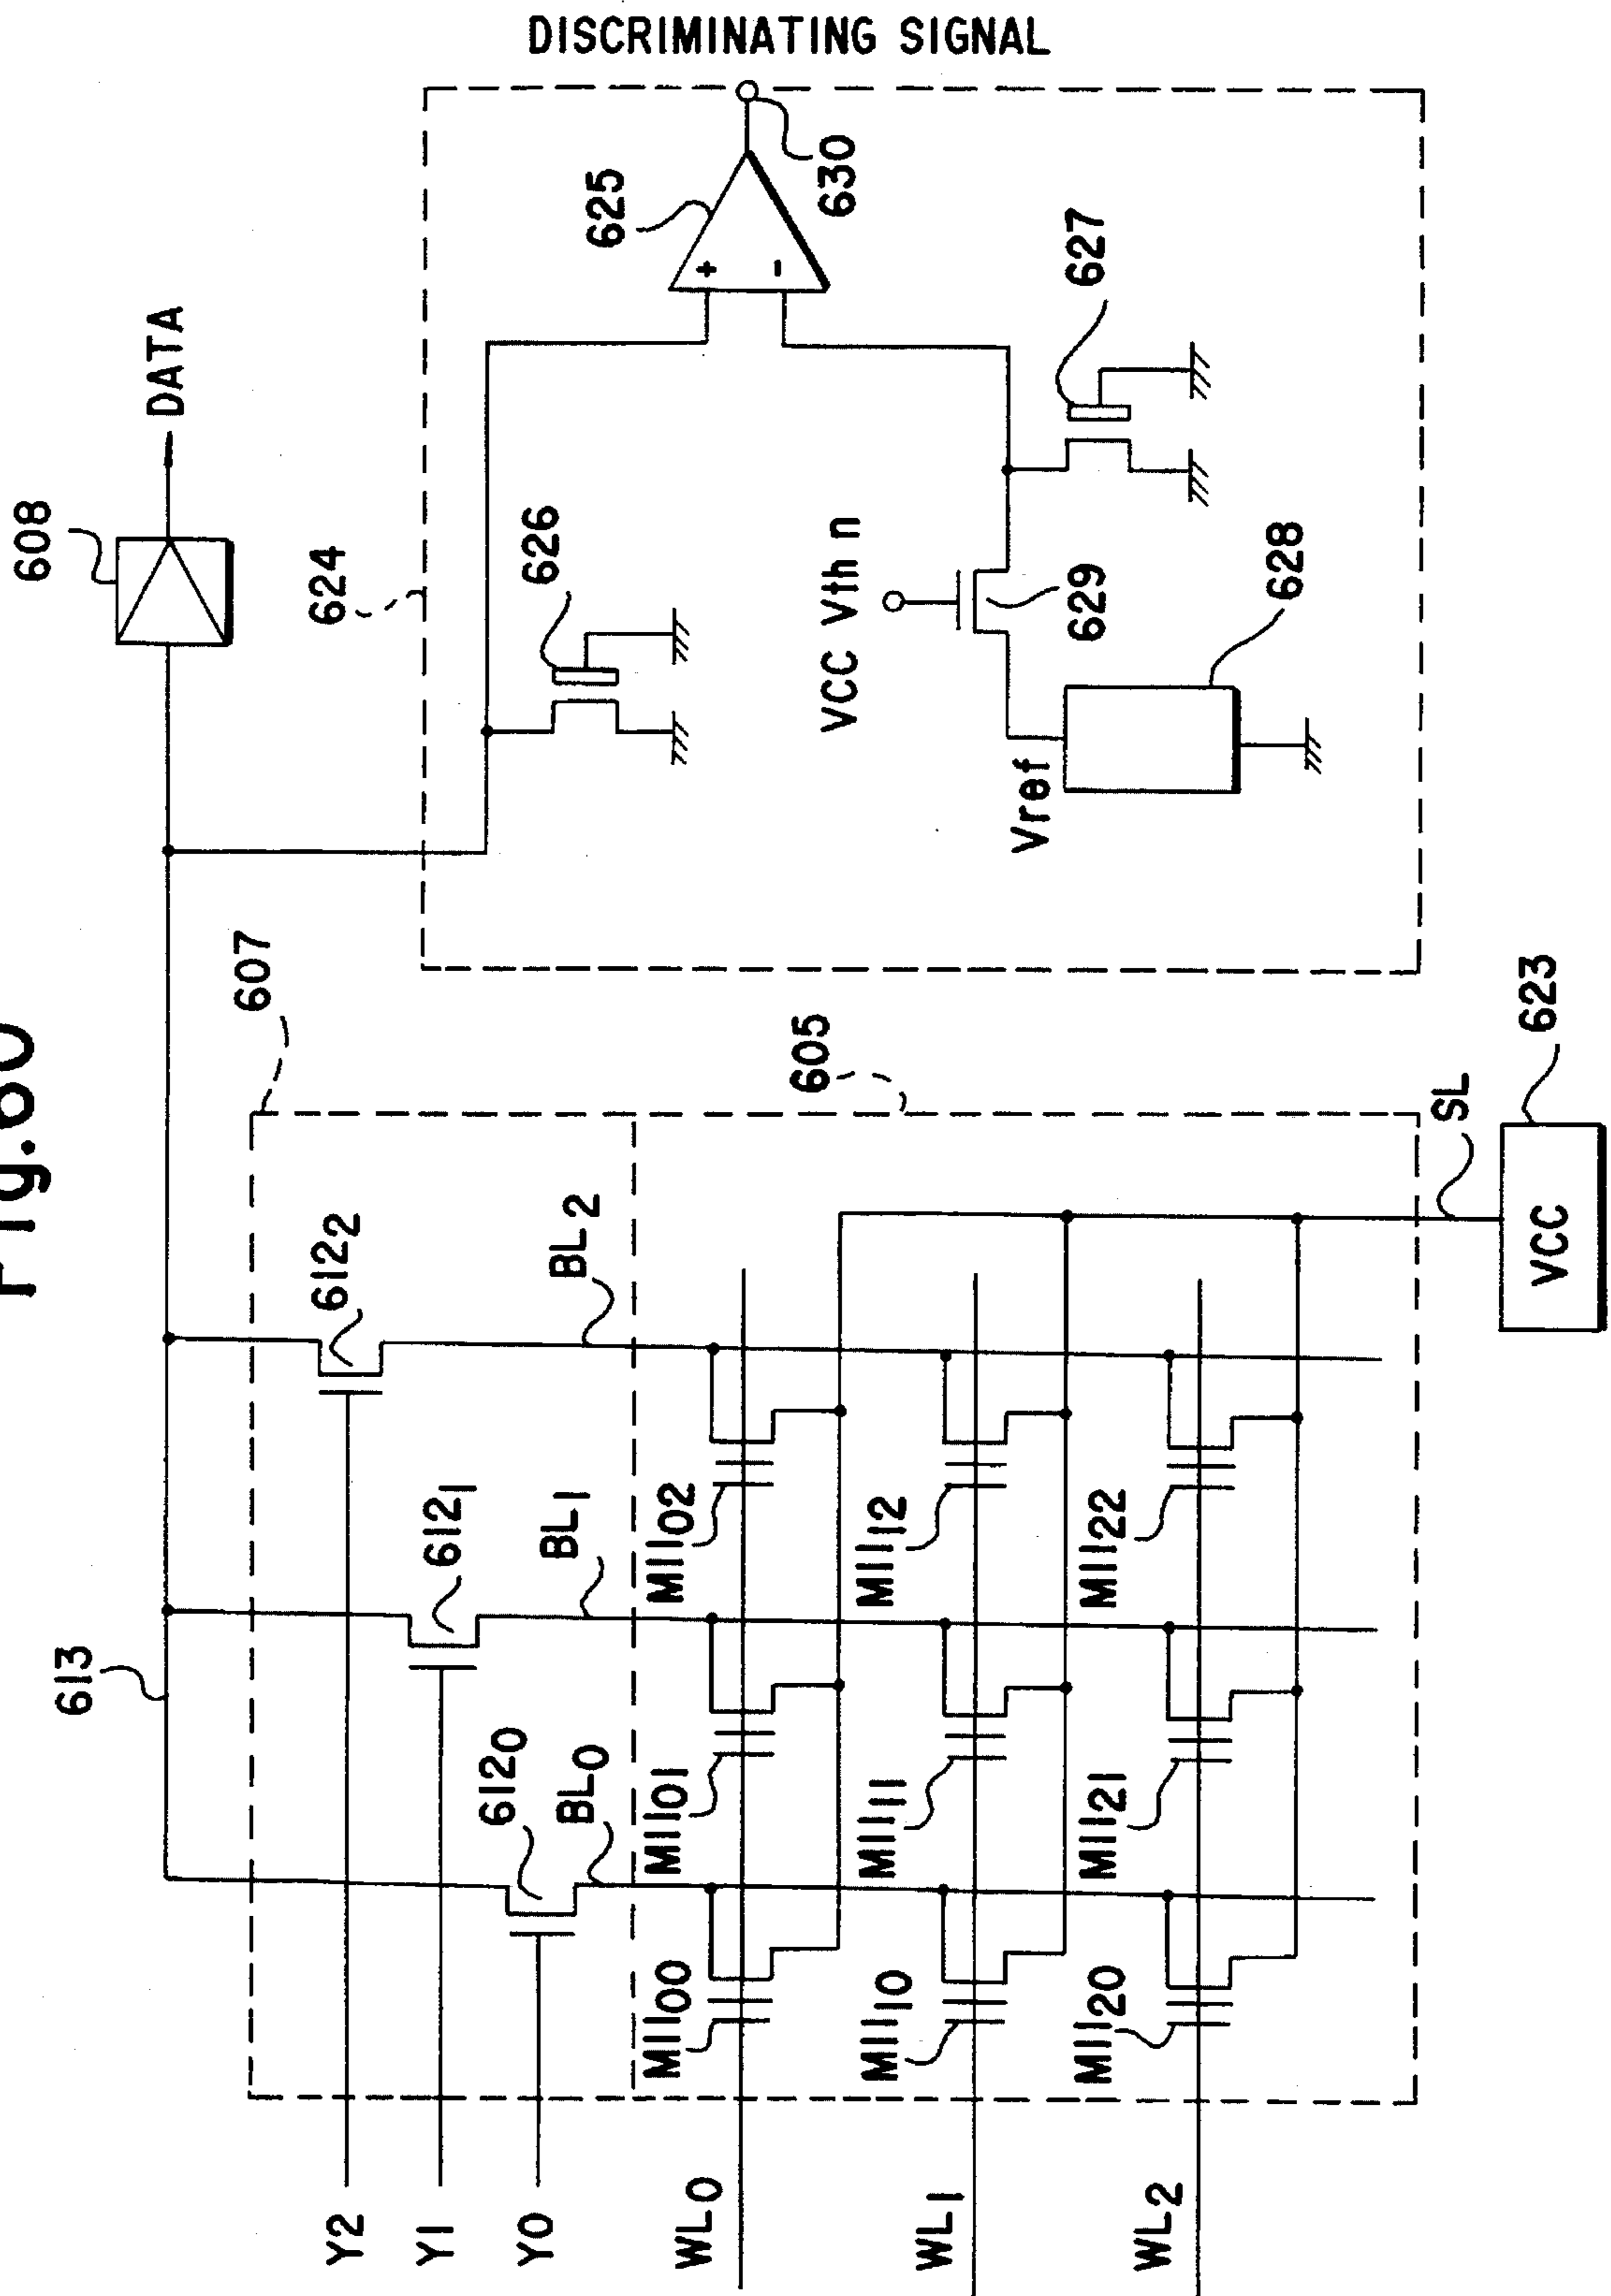 Fig.60
DISCRIMINATING SIGNAL
608
DATA
613
607
624
625
630
626
627
VCC Vth n
629
628
Vref
612₂
612₁
612₀
BL₂
BL₁
BL₀
605
Y2
Y1
Y0
M11₀₀
M11₀₁
M11₀₂
M11₁₀
M11₁₁
M11₁₂
M11₂₀
M11₂₁
M11₂₂
WL₀
WL₁
WL₂
SL
623
VCC
+
-